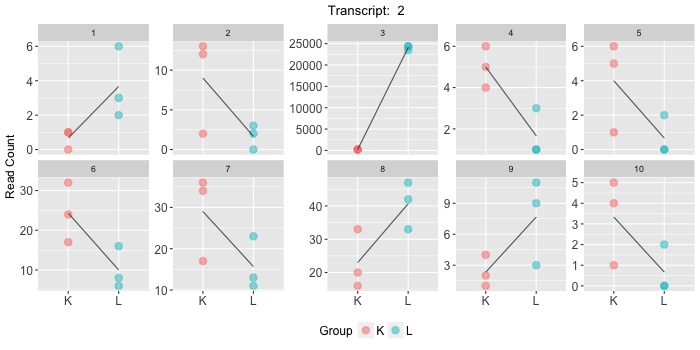 Transcript: 2
1 2 3 4 5
6 4 2 0
10 5 0
25000 20000 15000 10000 5000 0
6 4 2
6 4 2 0
Read Count
6 7 8 9 10
30 20 10
30 20 10
40 30 20
9 6 3
5 4 3 2 1 0
K L K L K L K L K L
Group K L